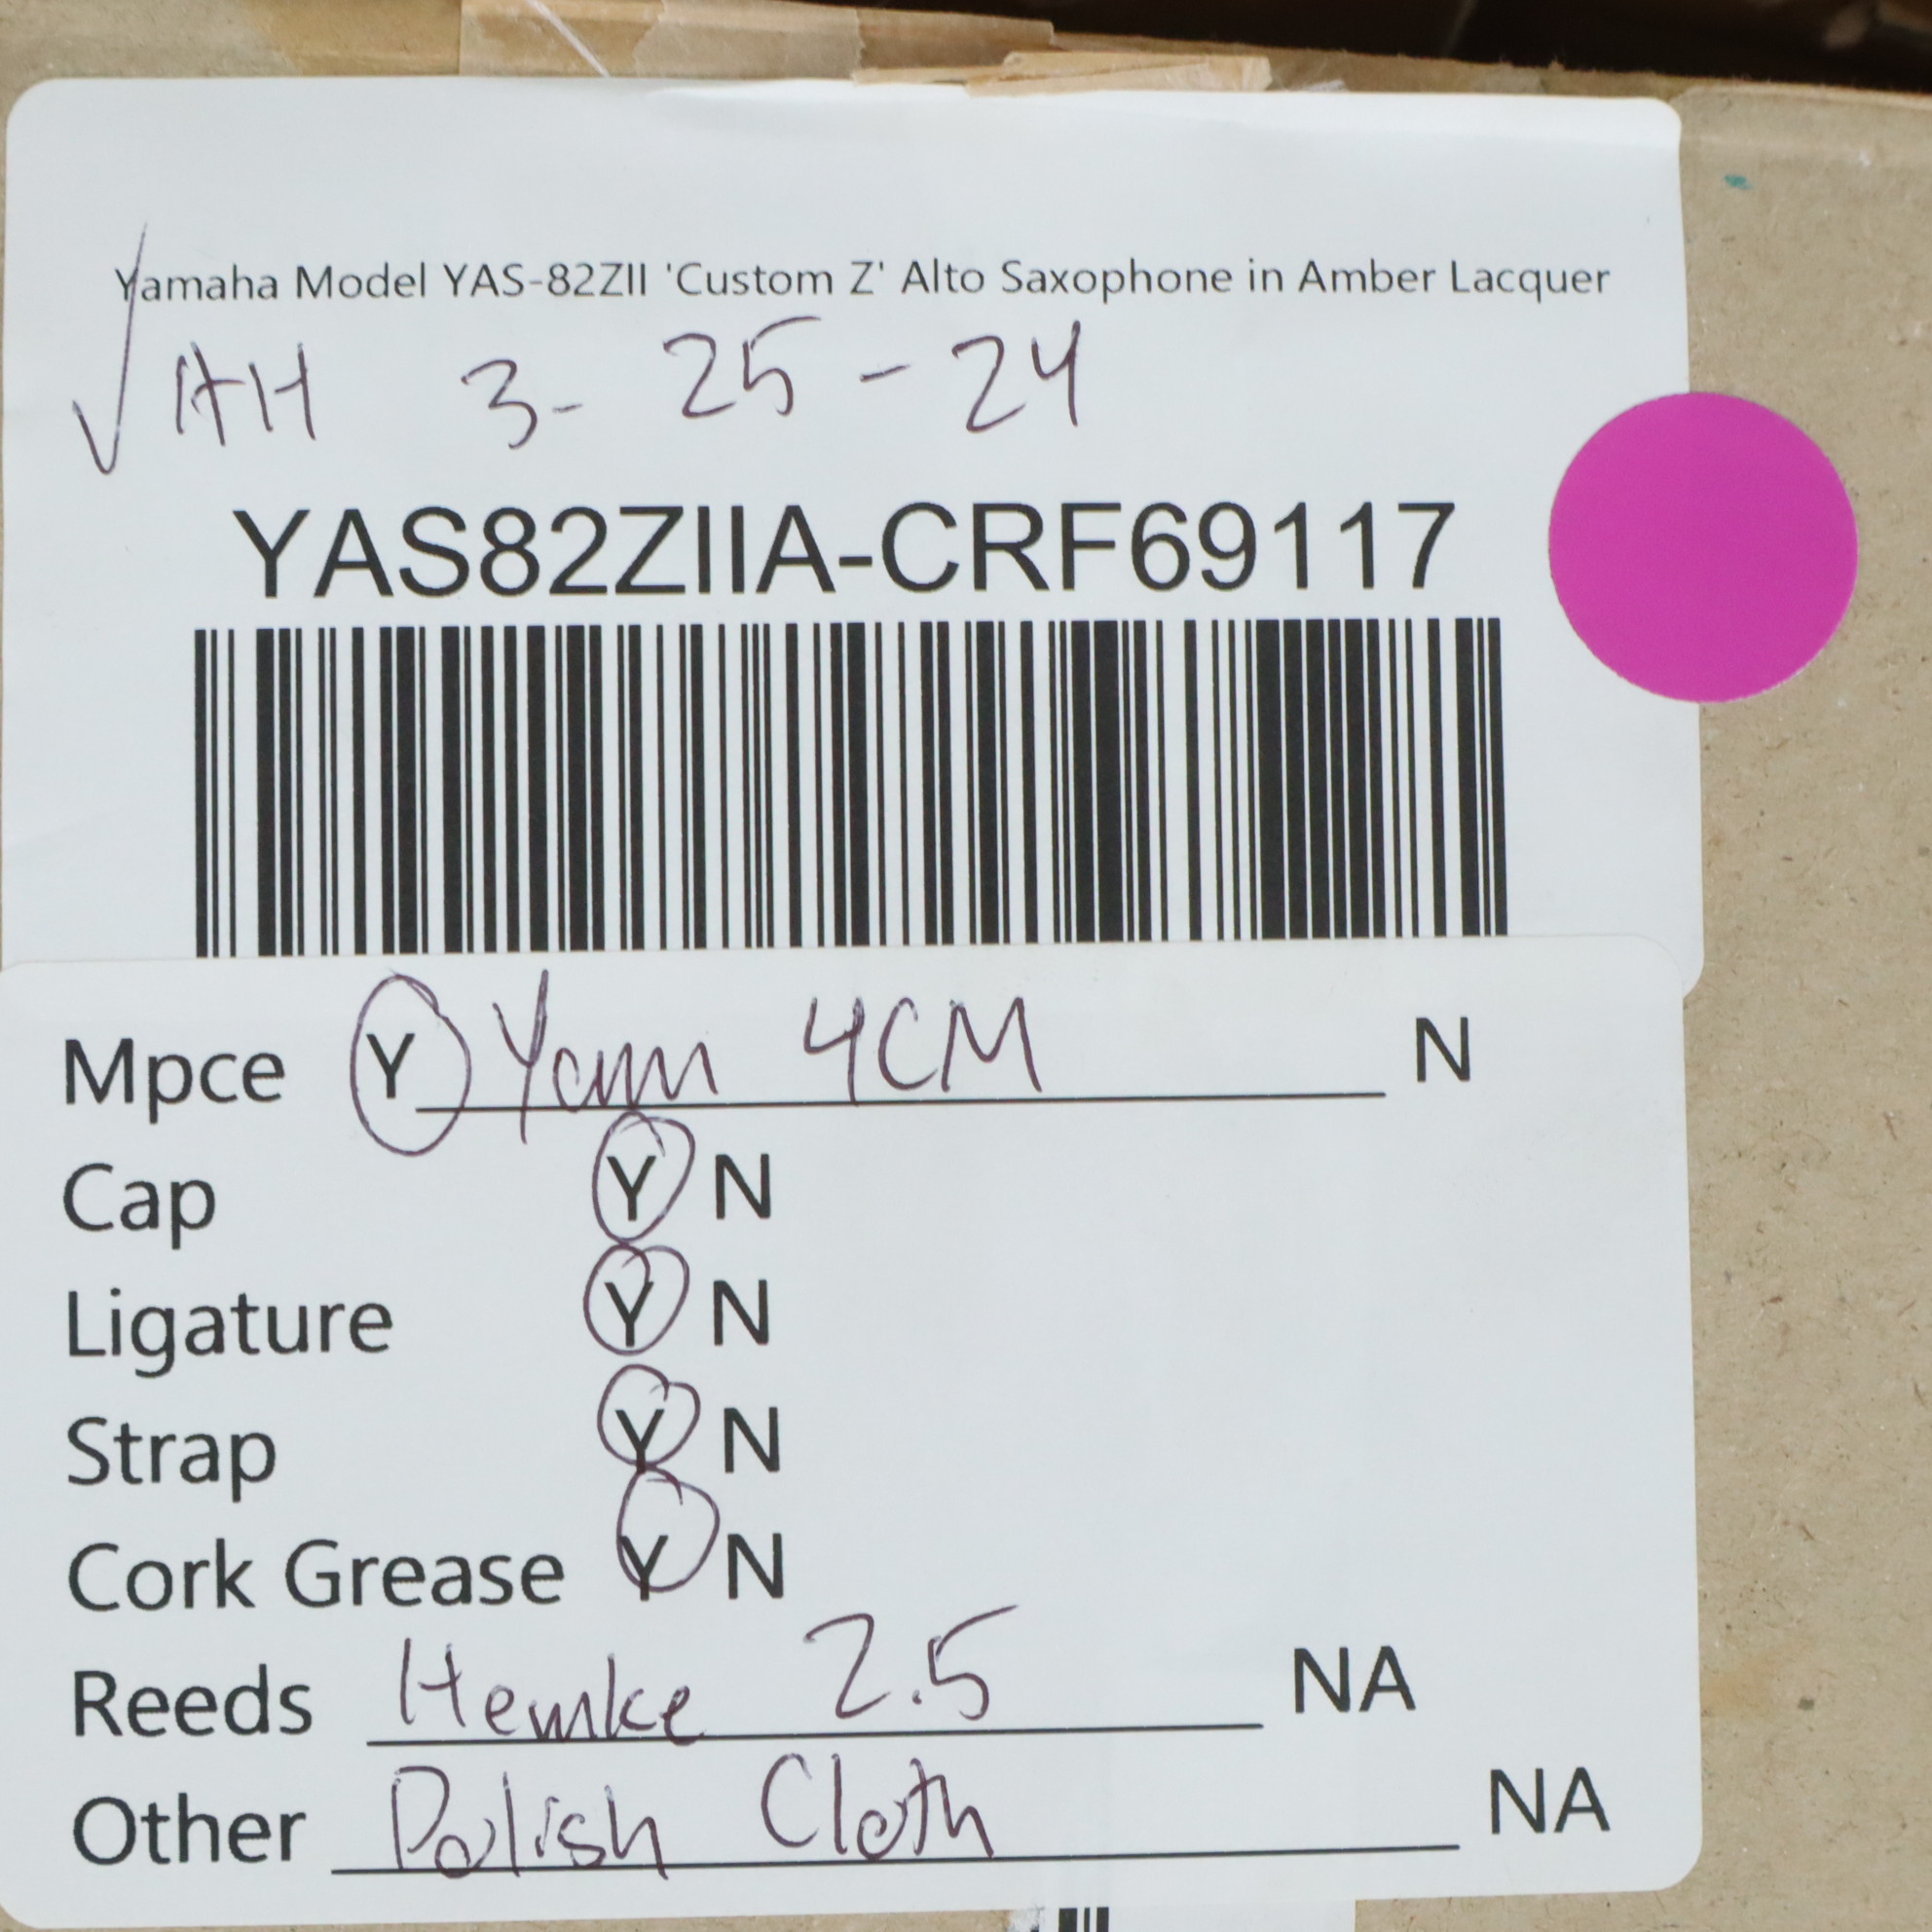 Yamaha Model YAS-82ZII 'Custom Z' Alto Saxophone in Amber Lacquer
√ AH 3-25-24
YAS82ZIIA-CRF69117
Mpce Y Yam 4CM N
Cap Y N
Ligature Y N
Strap Y N
Cork Grease Y N
Reeds Hemke 2.5 NA
Other Polish Cloth NA